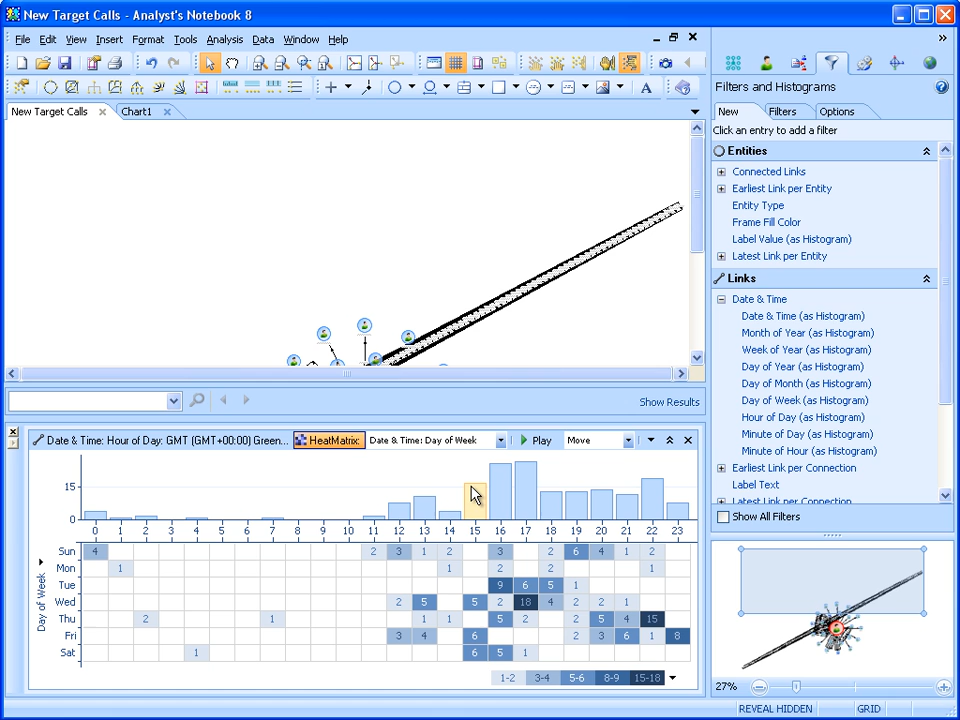 New Target Calls - Analyst's Notebook 8
File Edit View Insert Format Tools Analysis Data Window Help
New Target Calls Chart1
Filters and Histograms
New Filters Options
Click an entry to add a filter
Entities
Connected Links
Earliest Link per Entity
Entity Type
Frame Fill Color
Label Value (as Histogram)
Latest Link per Entity
Links
Date & Time
Date & Time (as Histogram)
Month of Year (as Histogram)
Week of Year (as Histogram)
Day of Year (as Histogram)
Day of Month (as Histogram)
Day of Week (as Histogram)
Hour of Day (as Histogram)
Minute of Day (as Histogram)
Minute of Hour (as Histogram)
Earliest Link per Connection
Label Text
Latest Link per Connection
Show All Filters
Show Results
Date & Time: Hour of Day: GMT (GMT+00:00) Green... HeatMatrix: Date & Time: Day of Week Play Move
15
0
0 1 2 3 4 5 6 7 8 9 10 11 12 13 14 15 16 17 18 19 20 21 22 23
Day of Week
Sun 4 2 3 1 2 3 2 6 4 1 2
Mon 1 1 2 2 1
Tue 9 6 5 1
Wed 2 5 5 2 18 4 2 2 1
Thu 2 1 1 1 5 2 2 5 4 15
Fri 3 4 6 2 3 6 1 8
Sat 1 6 5 1
1-2 3-4 5-6 8-9 15-18
27%
REVEAL HIDDEN GRID